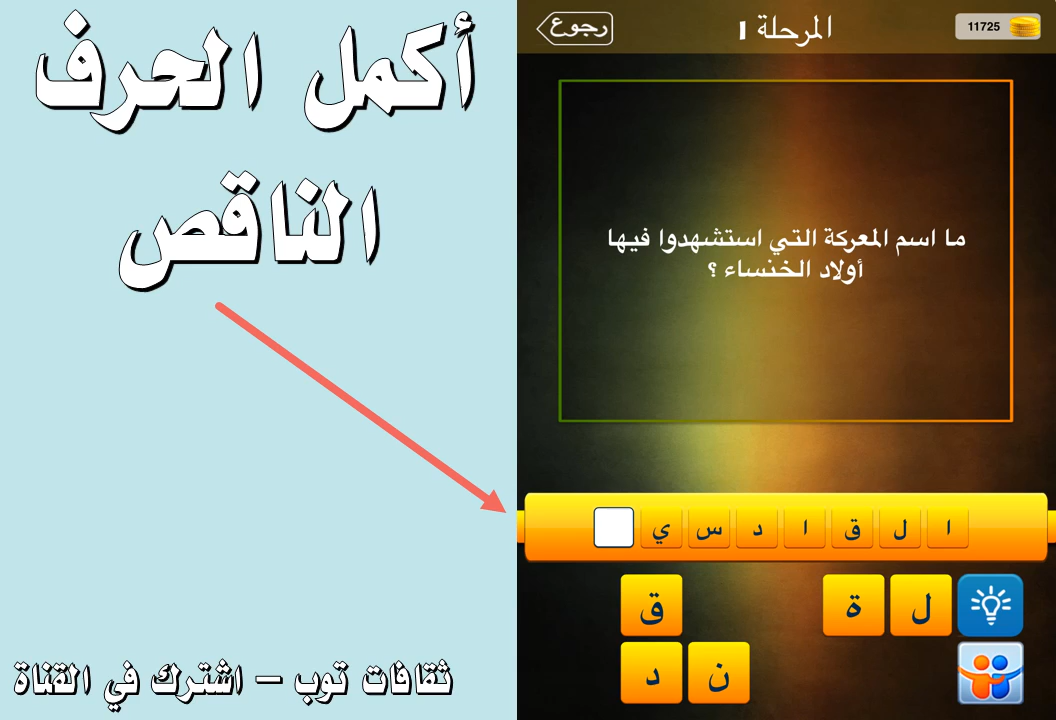 أكمل الحرف
الناقص
ثقافات توب – اشترك في القناة
رجوع
المرحلة 1
11725
ما اسم المعركة التي استشهدوا فيها
أولاد الخنساء ؟
ا ل ق ا د س ي
ق ة ل
د ن